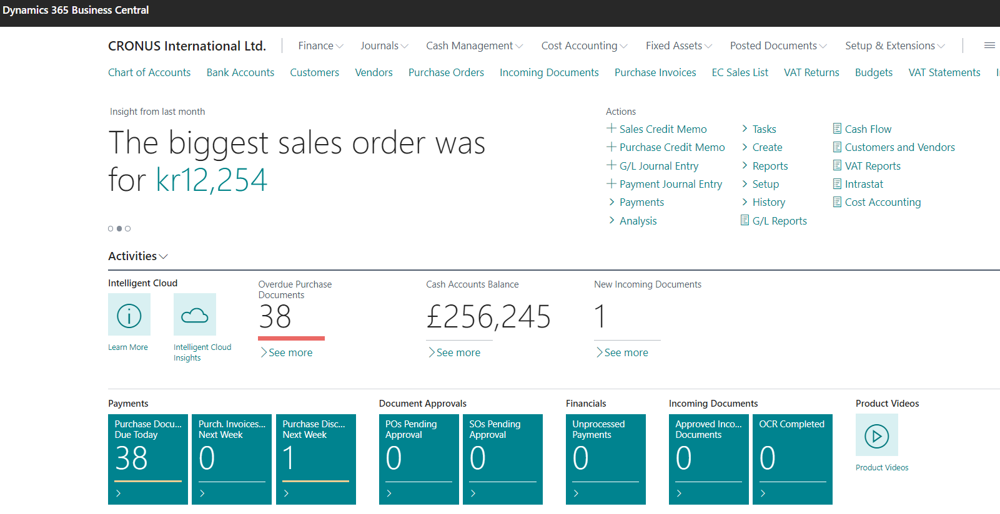 Dynamics 365 Business Central
CRONUS International Ltd. Finance Journals Cash Management Cost Accounting Fixed Assets Posted Documents Setup & Extensions
Chart of Accounts Bank Accounts Customers Vendors Purchase Orders Incoming Documents Purchase Invoices EC Sales List VAT Returns Budgets VAT Statements
Insight from last month
The biggest sales order was
for kr12,254
Actions
Sales Credit Memo Tasks Cash Flow
Purchase Credit Memo Create Customers and Vendors
G/L Journal Entry Reports VAT Reports
Payment Journal Entry Setup Intrastat
Payments History Cost Accounting
Analysis G/L Reports
Activities
Intelligent Cloud
Learn More
Intelligent Cloud
Insights
Overdue Purchase
Documents
38
See more
Cash Accounts Balance
£256,245
See more
New Incoming Documents
1
See more
Payments
Purchase Docu...
Due Today
38
Purch. Invoices...
Next Week
0
Purchase Disc...
Next Week
1
Document Approvals
POs Pending
Approval
0
SOs Pending
Approval
0
Financials
Unprocessed
Payments
0
Incoming Documents
Approved Inco...
Documents
0
OCR Completed
0
Product Videos
Product Videos